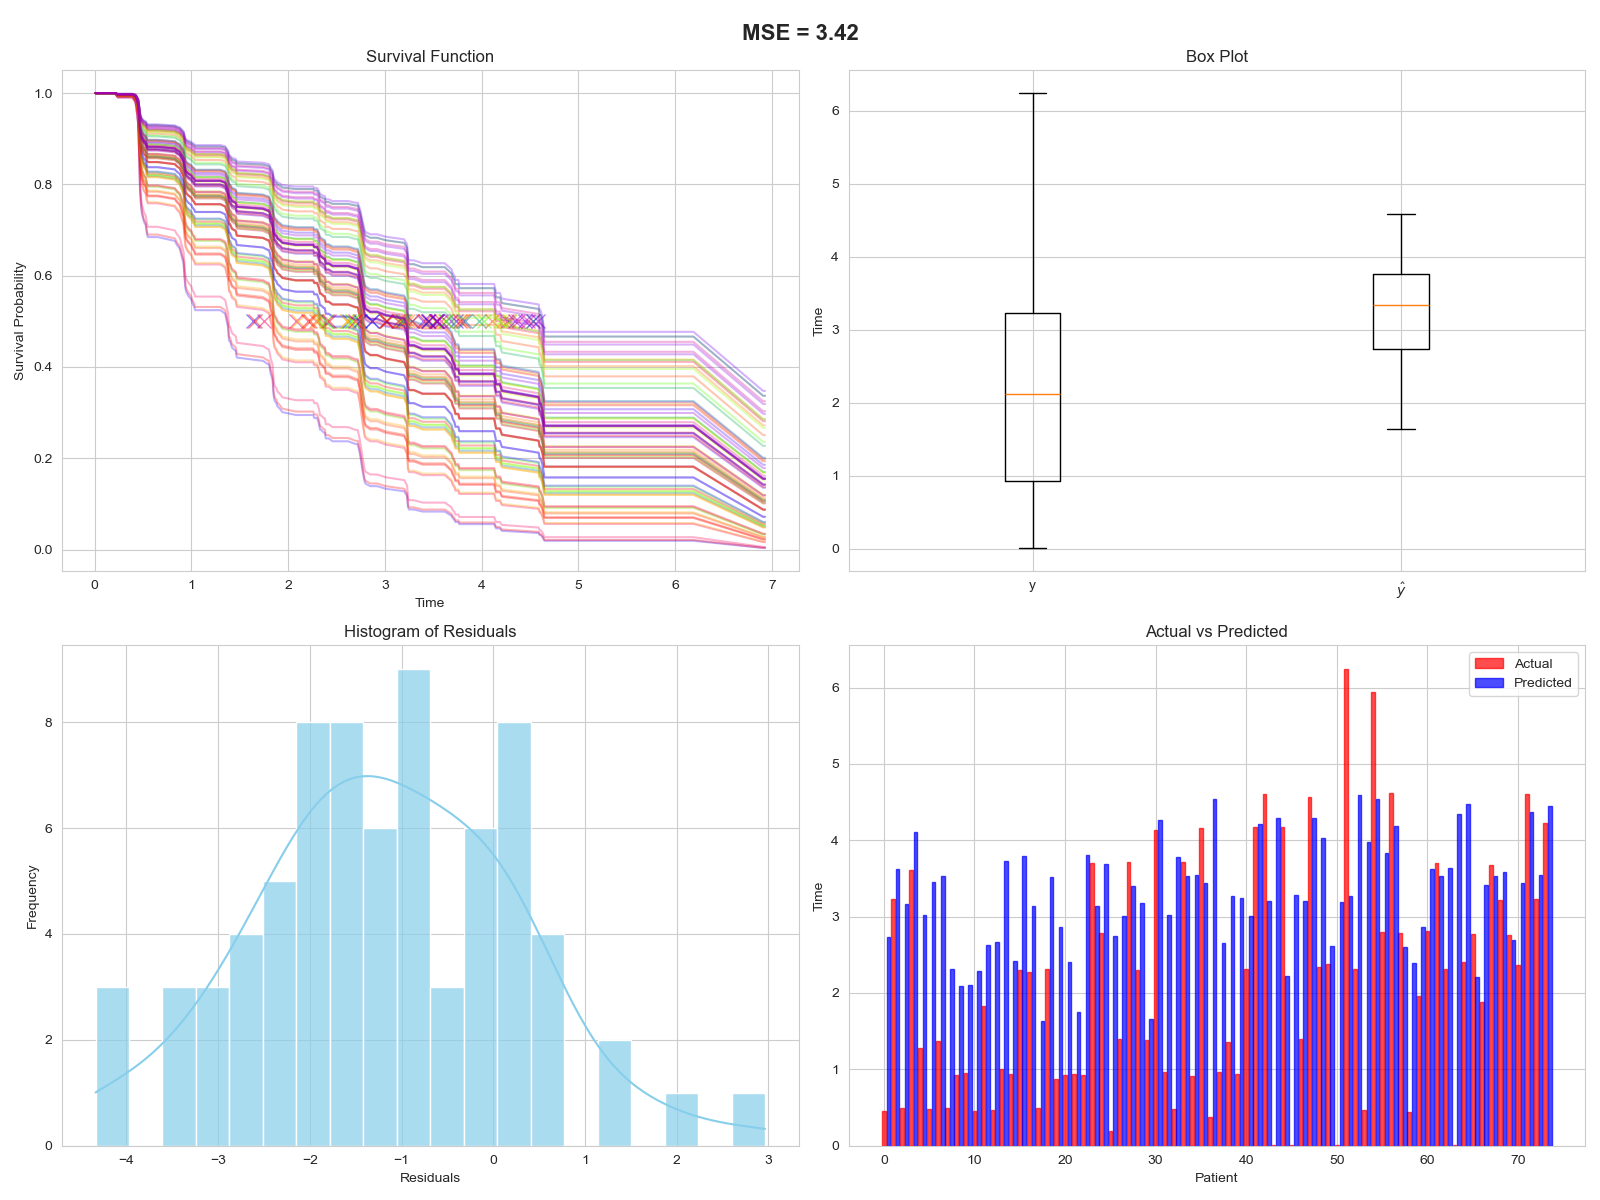 MSE = 3.42
Survival Function
Survival Probability
1.0
0.8
0.6
0.4
0.2
0.0
0 1 2 3 4 5 6 7
Time
Box Plot
Time
6
5
4
3
2
1
0
y ŷ
Histogram of Residuals
Frequency
8
6
4
2
0
−4 −3 −2 −1 0 1 2 3
Residuals
Actual vs Predicted
Actual
Predicted
Time
6
5
4
3
2
1
0
0 10 20 30 40 50 60 70
Patient